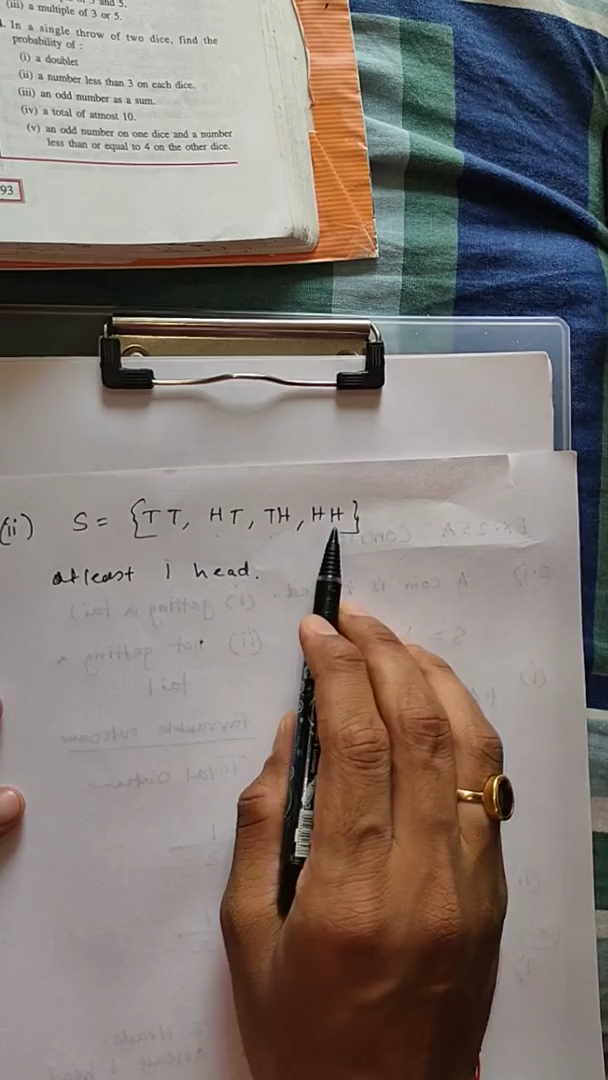 3 and 5.
(iii) a multiple of 3 or 5.
. In a single throw of two dice, find the
probability of :
(i) a doublet
(ii) a number less than 3 on each dice.
(iii) an odd number as a sum.
(iv) a total of atmost 10.
(v) an odd number on one dice and a number
less than or equal to 4 on the other dice.
93
(ii) S = {TT, HT, TH, HH}
atleast 1 head.